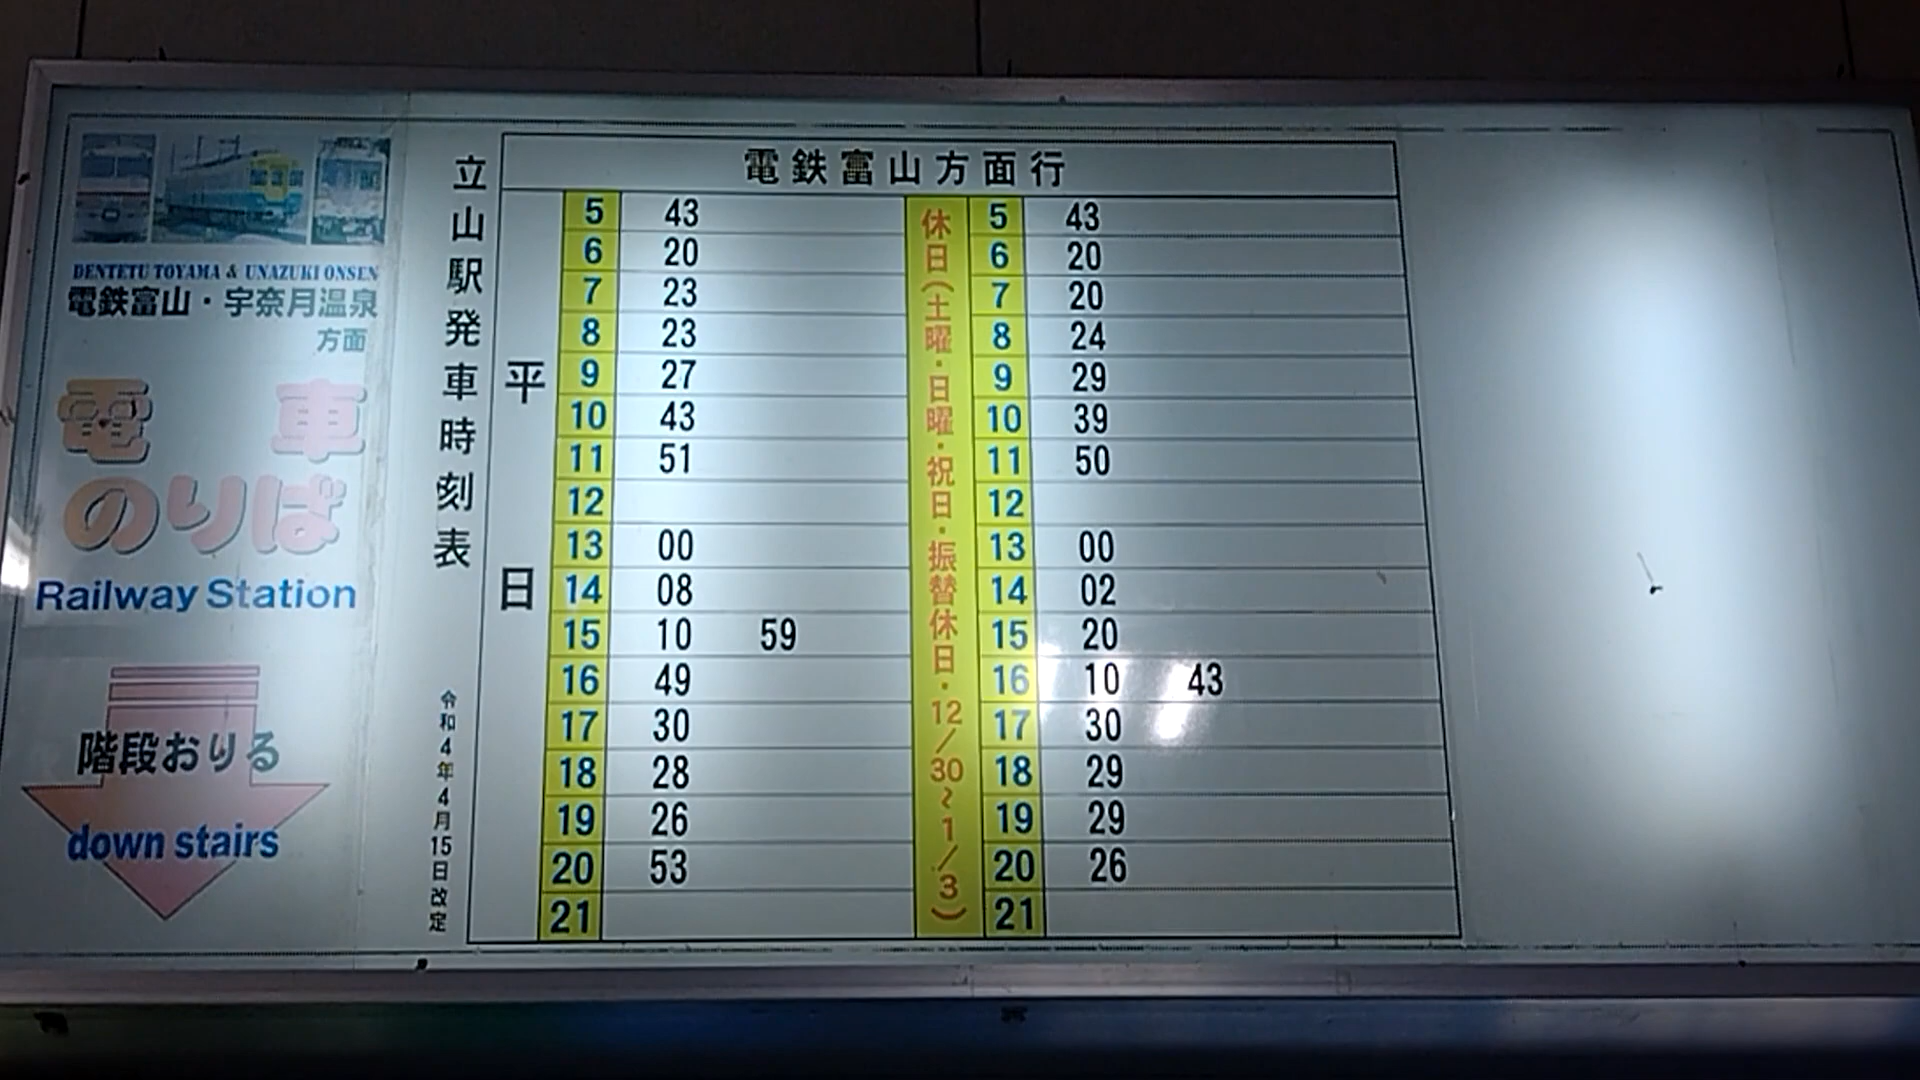 DENTETU TOYAMA & UNAZUKI ONSEN
電鉄富山・宇奈月温泉
方面
電車
のりば
Railway Station
階段おりる
down stairs
立山駅発車時刻表
令和4年4月15日改定
電鉄富山方面行
平日
5 43
6 20
7 23
8 23
9 27
10 43
11 51
12
13 00
14 08
15 10 59
16 49
17 30
18 28
19 26
20 53
21
休日(土曜・日曜・祝日・振替休日・12/30~1/3)
5 43
6 20
7 20
8 24
9 29
10 39
11 50
12
13 00
14 02
15 20
16 10 43
17 30
18 29
19 29
20 26
21